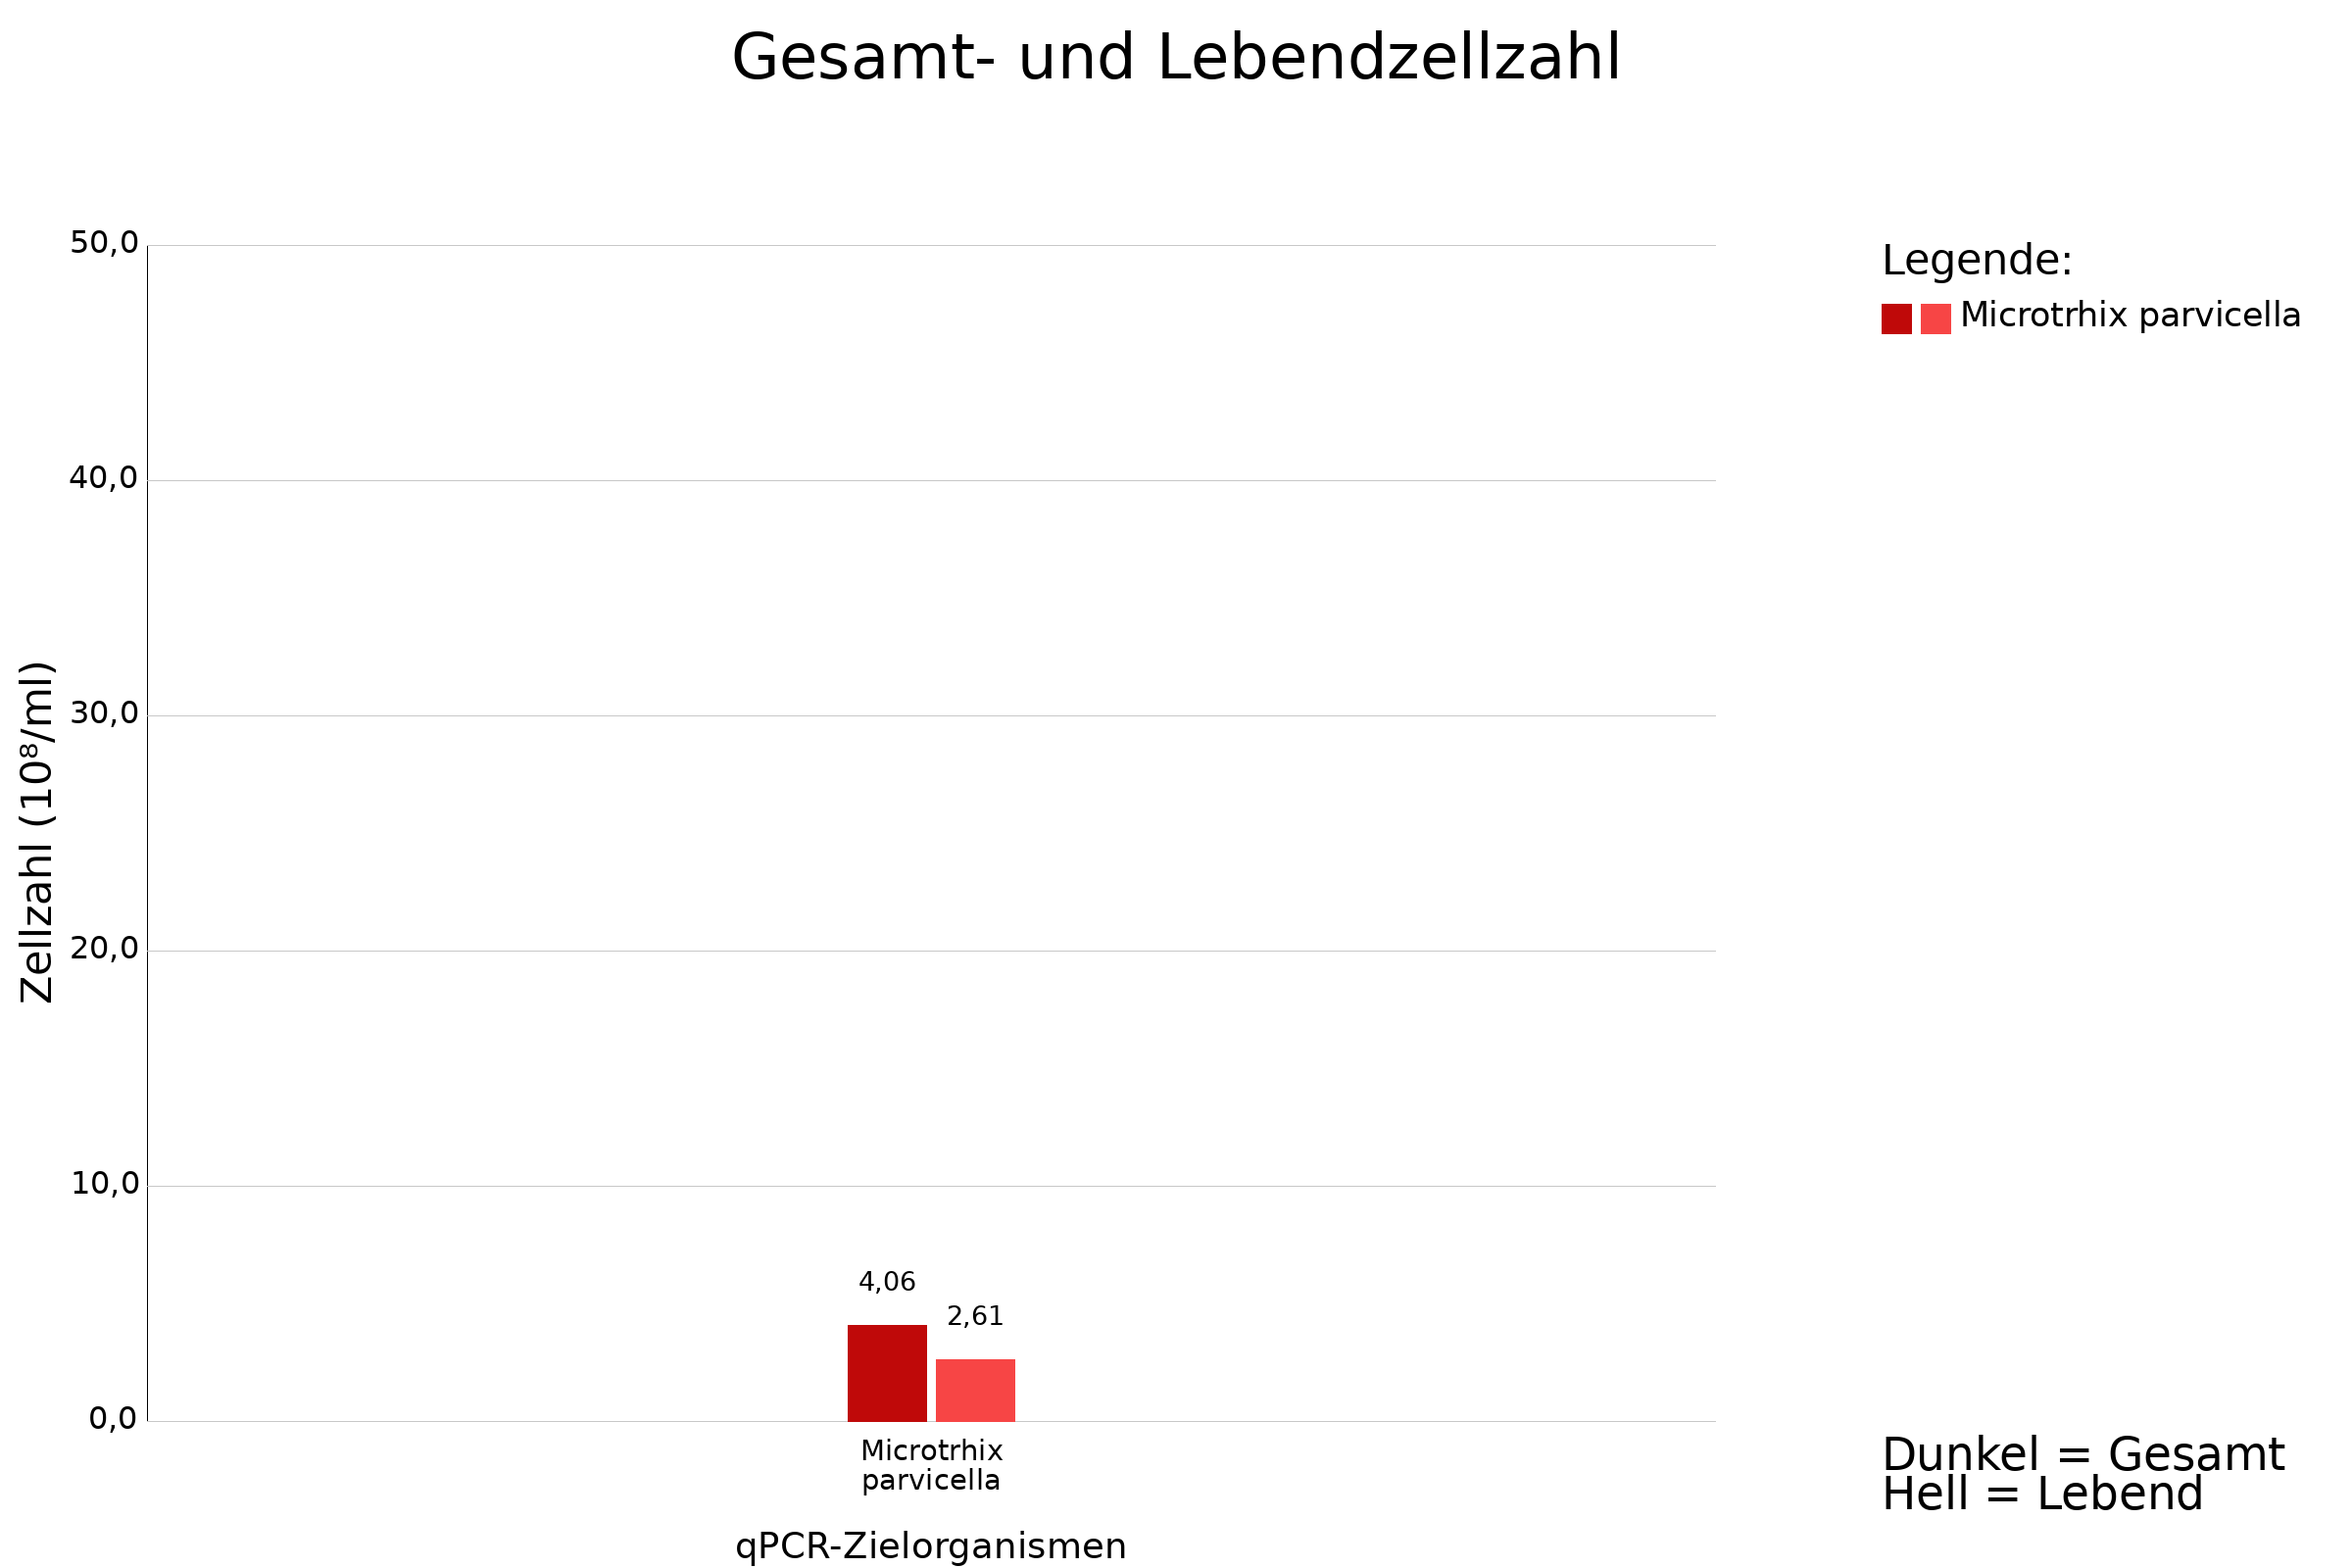 Gesamt- und Lebendzellzahl
Zellzahl (10⁸/ml)
50,0
40,0
30,0
20,0
10,0
0,0
4,06
2,61
Microtrhix
parvicella
qPCR-Zielorganismen
Legende:
Microtrhix parvicella
Dunkel = Gesamt
Hell = Lebend